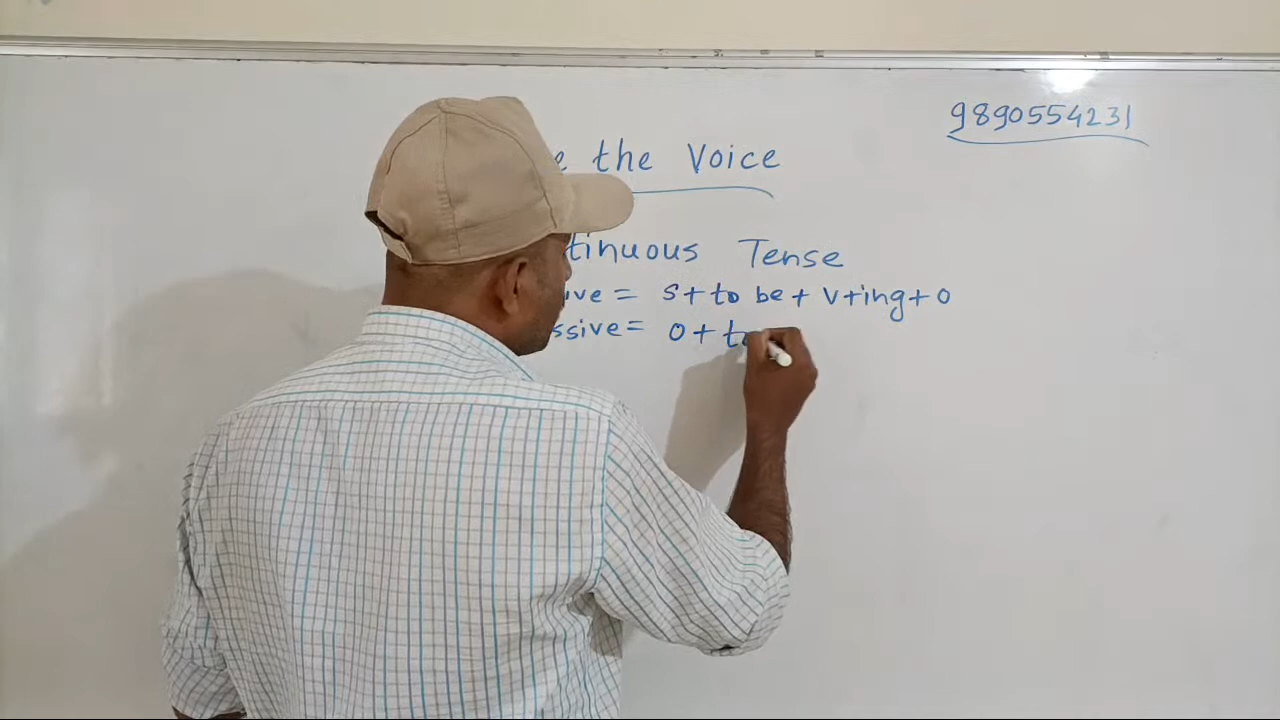 9890554231
the Voice
tinuous Tense
ive = S + to be + V + ing + O
ssive = O + to